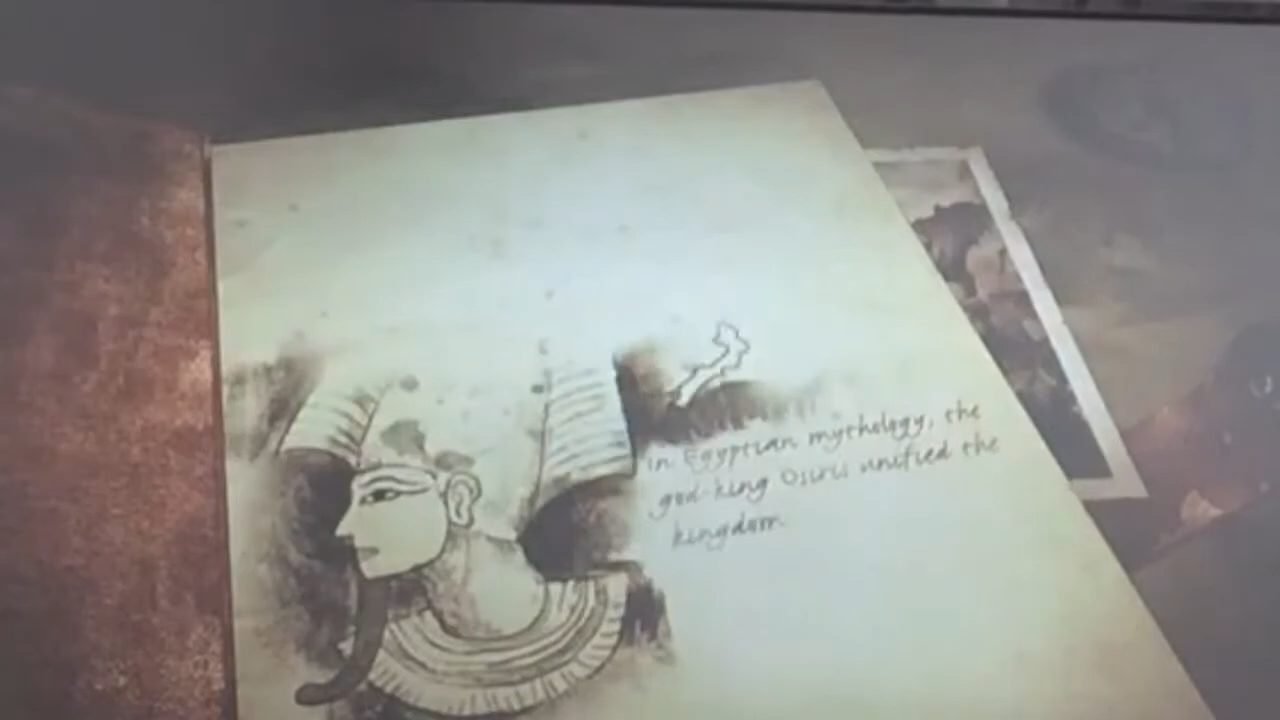 in Egyptian mythology, the
god-king Osiris unified the
kingdom